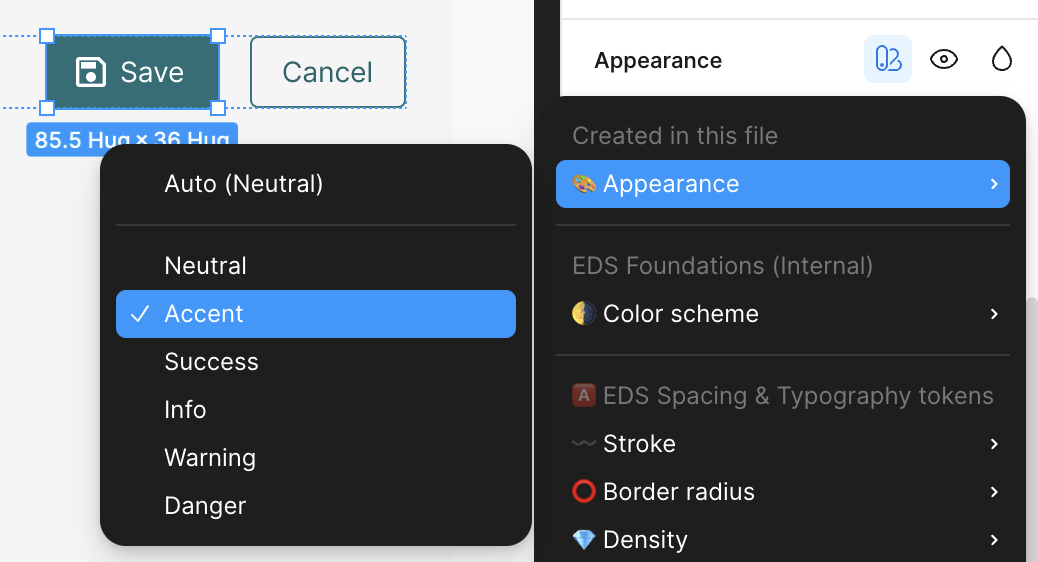 Save
Cancel
85.5 Hug × 36 Hug
Auto (Neutral)
Neutral
Accent
Success
Info
Warning
Danger
Appearance
Created in this file
Appearance
EDS Foundations (Internal)
Color scheme
A EDS Spacing & Typography tokens
Stroke
Border radius
Density